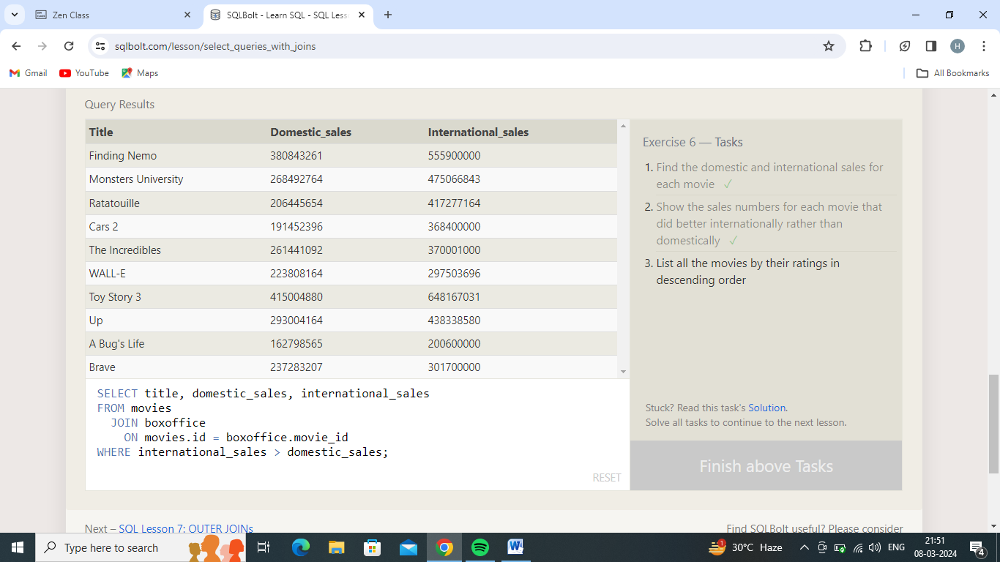 Zen Class
SQLBolt - Learn SQL - SQL Less
sqlbolt.com/lesson/select_queries_with_joins
H
Gmail YouTube Maps All Bookmarks
Query Results
Title Domestic_sales International_sales
Finding Nemo 380843261 555900000
Monsters University 268492764 475066843
Ratatouille 206445654 417277164
Cars 2 191452396 368400000
The Incredibles 261441092 370001000
WALL-E 223808164 297503696
Toy Story 3 415004880 648167031
Up 293004164 438338580
A Bug's Life 162798565 200600000
Brave 237283207 301700000
SELECT title, domestic_sales, international_sales
FROM movies
JOIN boxoffice
ON movies.id = boxoffice.movie_id
WHERE international_sales > domestic_sales;
RESET
Exercise 6 — Tasks
1. Find the domestic and international sales for
each movie ✓
2. Show the sales numbers for each movie that
did better internationally rather than
domestically ✓
3. List all the movies by their ratings in
descending order
Stuck? Read this task's Solution.
Solve all tasks to continue to the next lesson.
Finish above Tasks
Next – SQL Lesson 7: OUTER JOINs
Find SQLBolt useful? Please consider
Type here to search
W
1
30°C Haze
ENG
21:51
08-03-2024
4